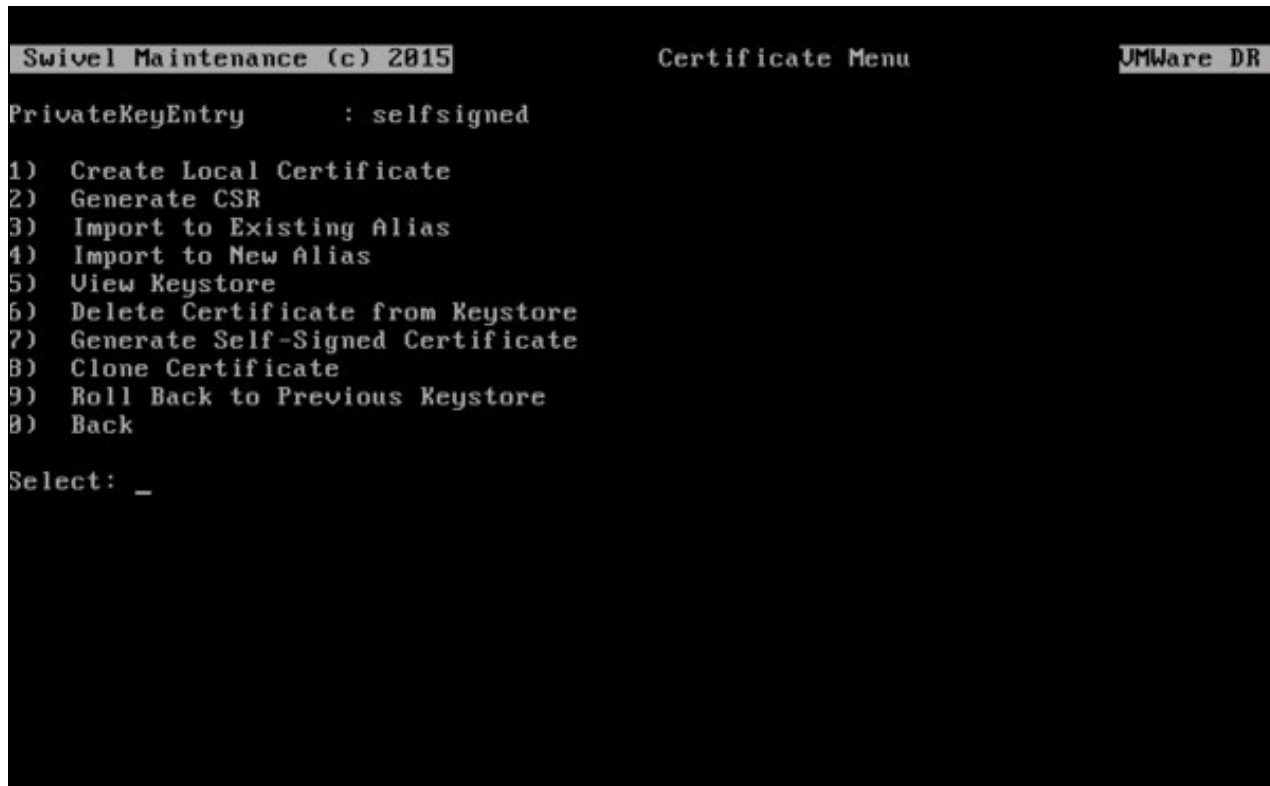 Swivel Maintenance (c) 2015 Certificate Menu VMWare DR
PrivateKeyEntry : selfsigned
1) Create Local Certificate
2) Generate CSR
3) Import to Existing Alias
4) Import to New Alias
5) View Keystore
6) Delete Certificate from Keystore
7) Generate Self-Signed Certificate
8) Clone Certificate
9) Roll Back to Previous Keystore
0) Back
Select: _